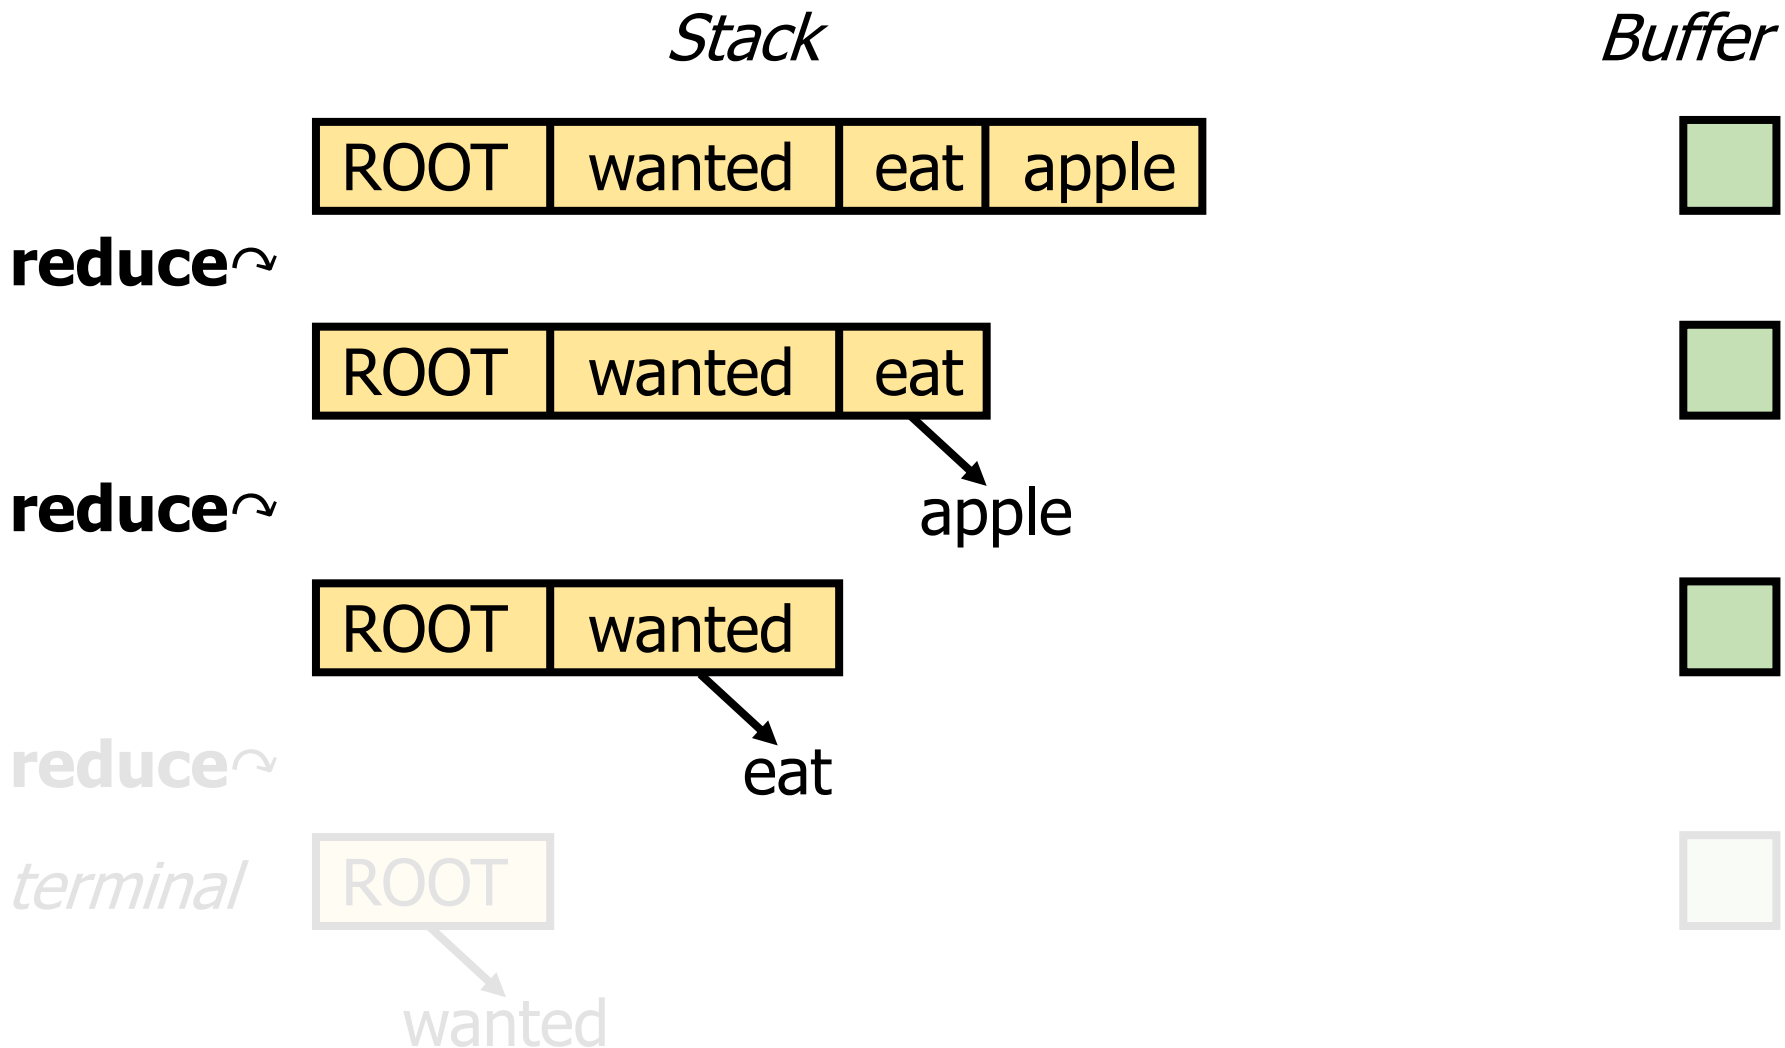 Stack Buffer
ROOT wanted eat apple
reduce
ROOT wanted eat
reduce
apple
ROOT wanted
reduce
eat
terminal ROOT
wanted